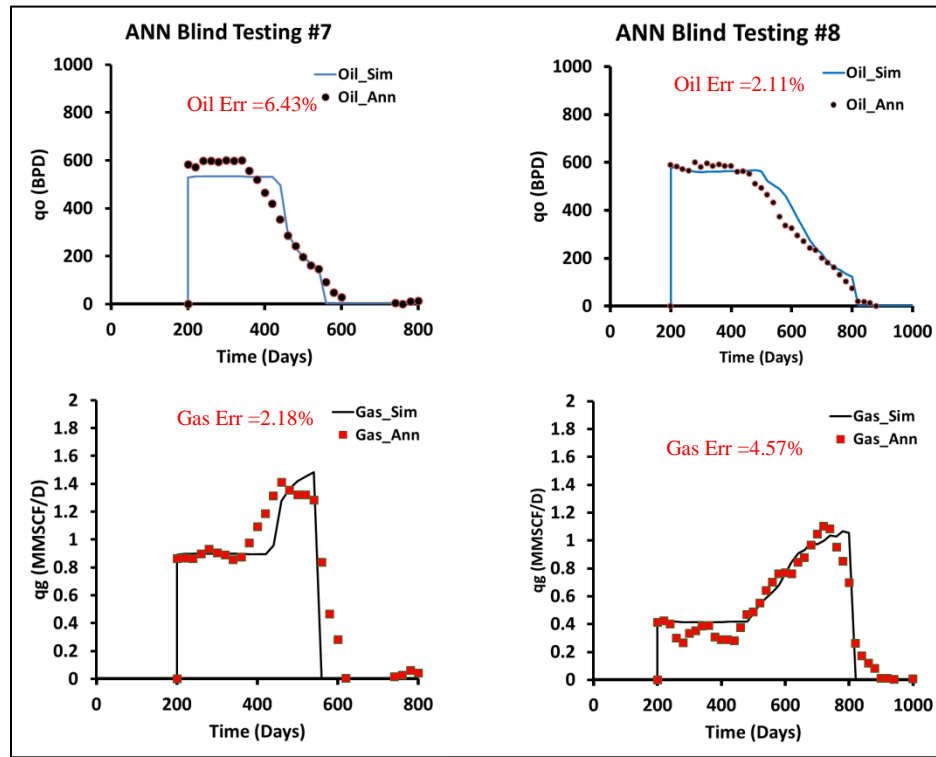 ANN Blind Testing #7
1000
800
600
400
200
0
qo (BPD)
Oil_Sim
Oil_Ann
Oil Err =6.43%
0 200 400 600 800
Time (Days)
ANN Blind Testing #8
1000
800
600
400
200
0
qo (BPD)
Oil_Sim
Oil_Ann
Oil Err =2.11%
0 200 400 600 800 1000
Time (Days)
2
1.8
1.6
1.4
1.2
1
0.8
0.6
0.4
0.2
0
qg (MMSCF/D)
Gas_Sim
Gas_Ann
Gas Err =2.18%
0 200 400 600 800
Time (Days)
2
1.8
1.6
1.4
1.2
1
0.8
0.6
0.4
0.2
0
qg (MMSCF/D)
Gas_Sim
Gas_Ann
Gas Err =4.57%
0 200 400 600 800 1000
Time (Days)